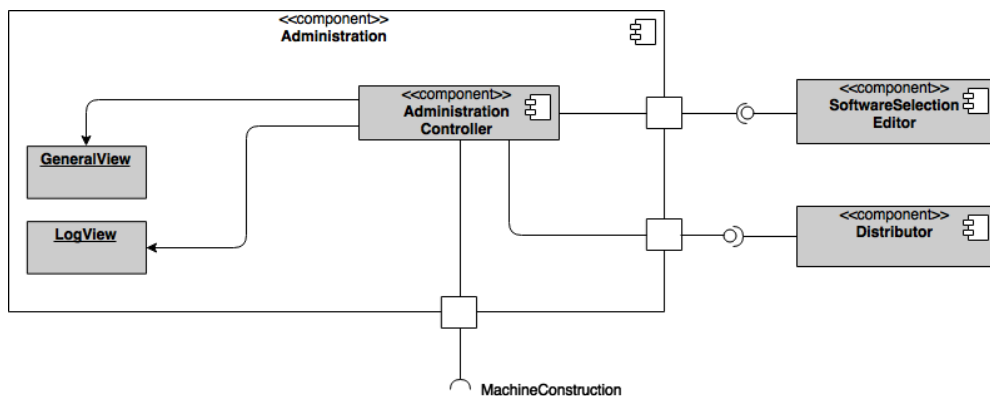 <<component>>
Administration
<<component>>
Administration
Controller
<<component>>
SoftwareSelection
Editor
GeneralView
LogView
<<component>>
Distributor
MachineConstruction